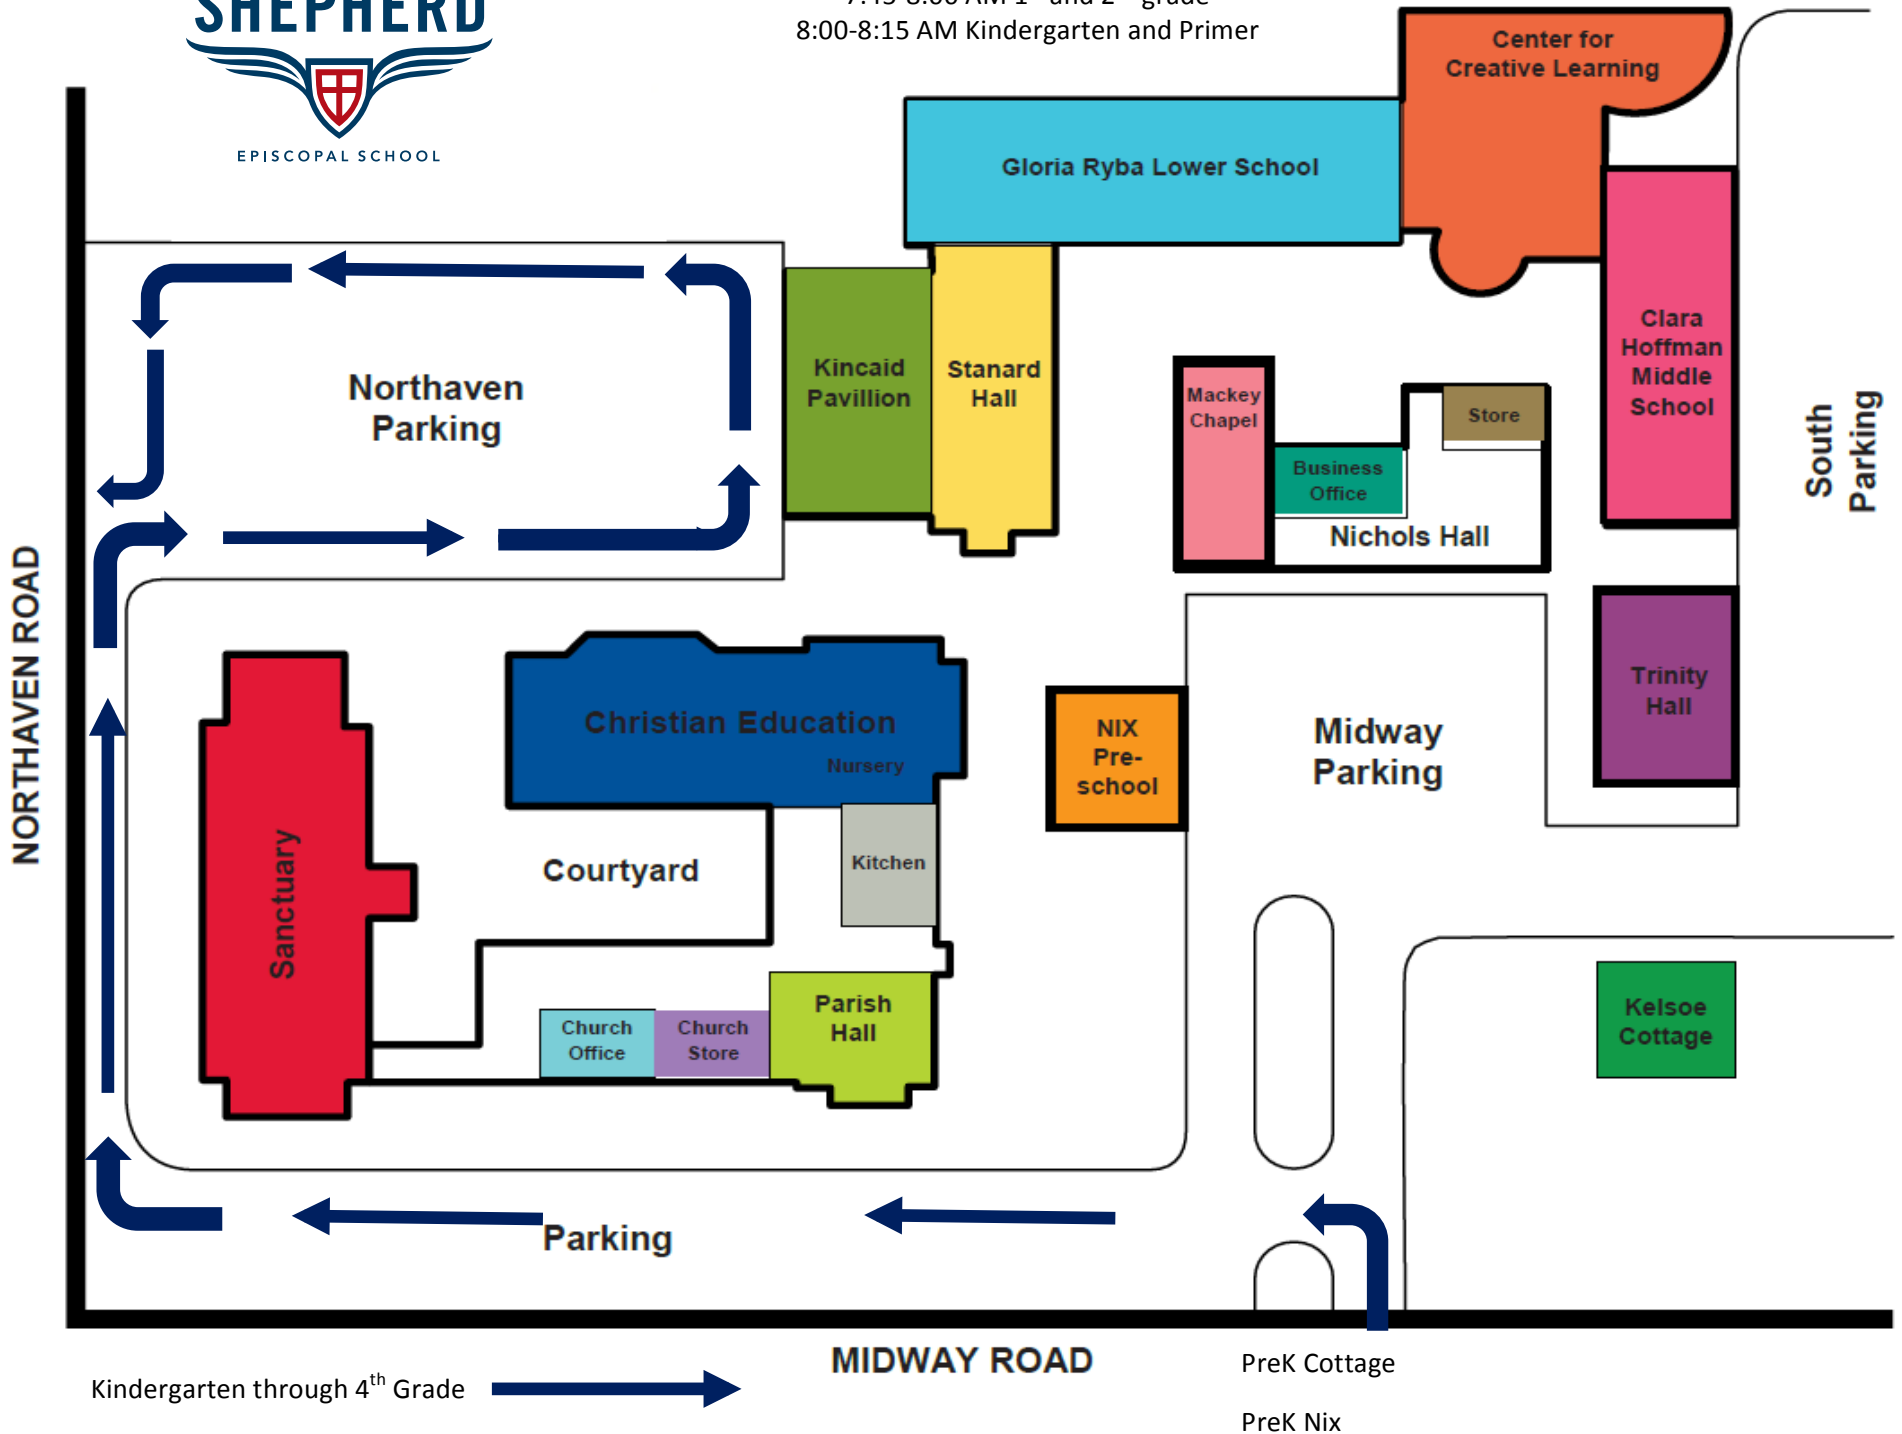 SHEPHERD
EPISCOPAL SCHOOL
8:00-8:15 AM Kindergarten and Primer
Center for
Creative Learning
Gloria Ryba Lower School
Kincaid
Pavillion
Stanard
Hall
Mackey
Chapel
Store
Business
Office
Nichols Hall
Clara
Hoffman
Middle
School
South
Parking
Northaven
Parking
NORTHAVEN ROAD
Christian Education
Nursery
NIX
Pre-
school
Midway
Parking
Trinity
Hall
Sanctuary
Courtyard
Kitchen
Parish
Hall
Church
Office
Church
Store
Kelsoe
Cottage
Parking
MIDWAY ROAD
Kindergarten through 4th Grade
PreK Cottage
PreK Nix